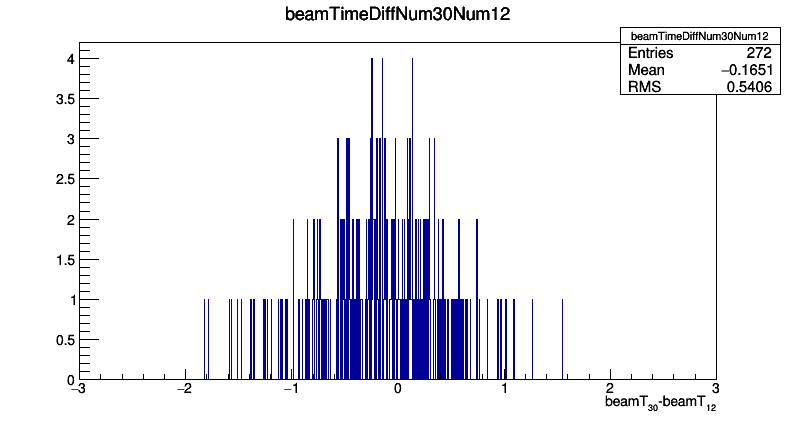 beamTimeDiffNum30Num12
beamTimeDiffNum30Num12
Entries 272
Mean −0.1651
RMS 0.5406
4
3.5
3
2.5
2
1.5
1
0.5
0
−3 −2 −1 0 1 2 3
beamT30-beamT12